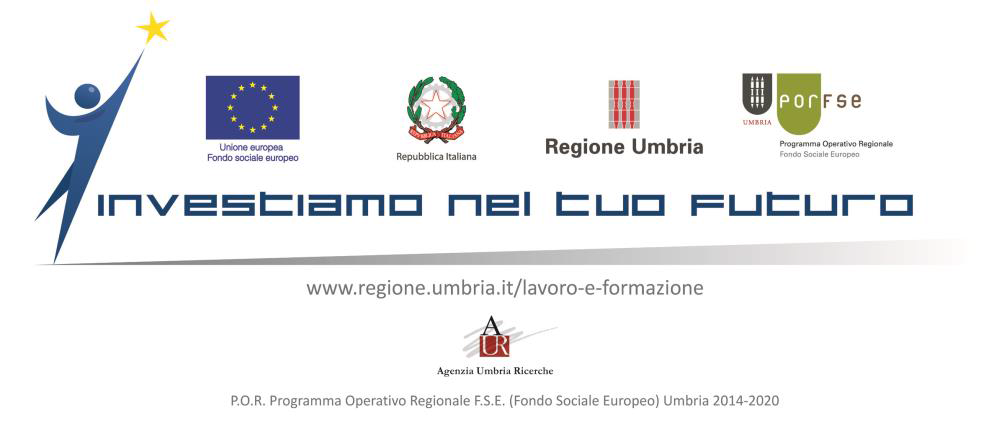 Unione europea
Fondo sociale europeo
REPUBBLICA ITALIANA
Repubblica Italiana
Regione Umbria
UMBRIA
PorFse
Programma Operativo Regionale
Fondo Sociale Europeo
investiamo nel tuo futuro
www.regione.umbria.it/lavoro-e-formazione
AUR
Agenzia Umbria Ricerche
P.O.R. Programma Operativo Regionale F.S.E. (Fondo Sociale Europeo) Umbria 2014-2020